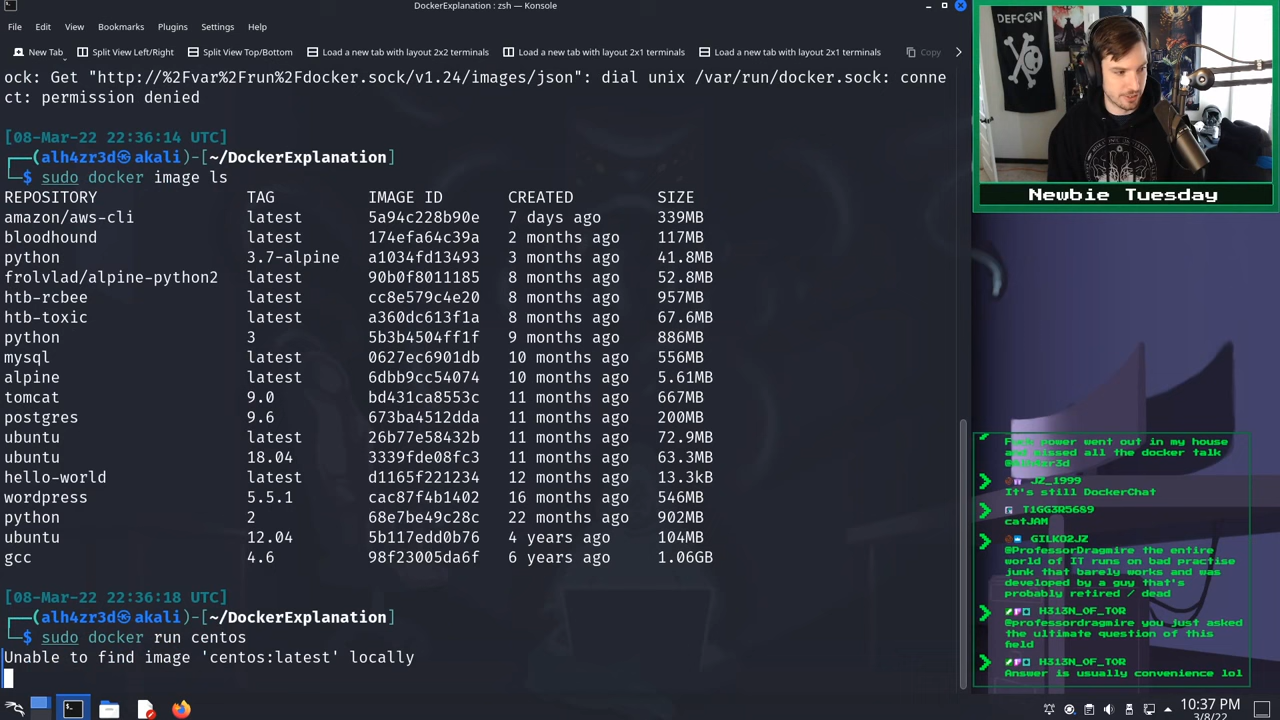 DockerExplanation : zsh — Konsole
File Edit View Bookmarks Plugins Settings Help
New Tab Split View Left/Right Split View Top/Bottom Load a new tab with layout 2x2 terminals Load a new tab with layout 2x1 terminals Load a new tab with layout 2x1 terminals Copy
ock: Get "http://%2Fvar%2Frun%2Fdocker.sock/v1.24/images/json": dial unix /var/run/docker.sock: conne
ct: permission denied
[08-Mar-22 22:36:14 UTC]
(alh4zr3d㉿akali)-[~/DockerExplanation]
$ sudo docker image ls
REPOSITORY TAG IMAGE ID CREATED SIZE
amazon/aws-cli latest 5a94c228b90e 7 days ago 339MB
bloodhound latest 174efa64c39a 2 months ago 117MB
python 3.7-alpine a1034fd13493 3 months ago 41.8MB
frolvlad/alpine-python2 latest 90b0f8011185 8 months ago 52.8MB
htb-rcbee latest cc8e579c4e20 8 months ago 957MB
htb-toxic latest a360dc613f1a 8 months ago 67.6MB
python 3 5b3b4504ff1f 9 months ago 886MB
mysql latest 0627ec6901db 10 months ago 556MB
alpine latest 6dbb9cc54074 10 months ago 5.61MB
tomcat 9.0 bd431ca8553c 11 months ago 667MB
postgres 9.6 673ba4512dda 11 months ago 200MB
ubuntu latest 26b77e58432b 11 months ago 72.9MB
ubuntu 18.04 3339fde08fc3 11 months ago 63.3MB
hello-world latest d1165f221234 12 months ago 13.3kB
wordpress 5.5.1 cac87f4b1402 16 months ago 546MB
python 2 68e7be49c28c 22 months ago 902MB
ubuntu 12.04 5b117edd0b76 4 years ago 104MB
gcc 4.6 98f23005da6f 6 years ago 1.06GB
[08-Mar-22 22:36:18 UTC]
(alh4zr3d㉿akali)-[~/DockerExplanation]
$ sudo docker run centos
Unable to find image 'centos:latest' locally
DEFCON
Newbie Tuesday
power went out in my house
and missed all the docker talk
JZ_1999
It's still DockerChat
T1GG3R5689
catJAM
GILKO2JZ
@ProfessorDragmire the entire
world of IT runs on bad practise
junk that barely works and was
developed by a guy that's
probably retired / dead
H313N_OF_TOR
@professordragmire you just asked
the ultimate question of this
field
H313N_OF_TOR
Answer is usually convenience lol
10:37 PM
3/8/22